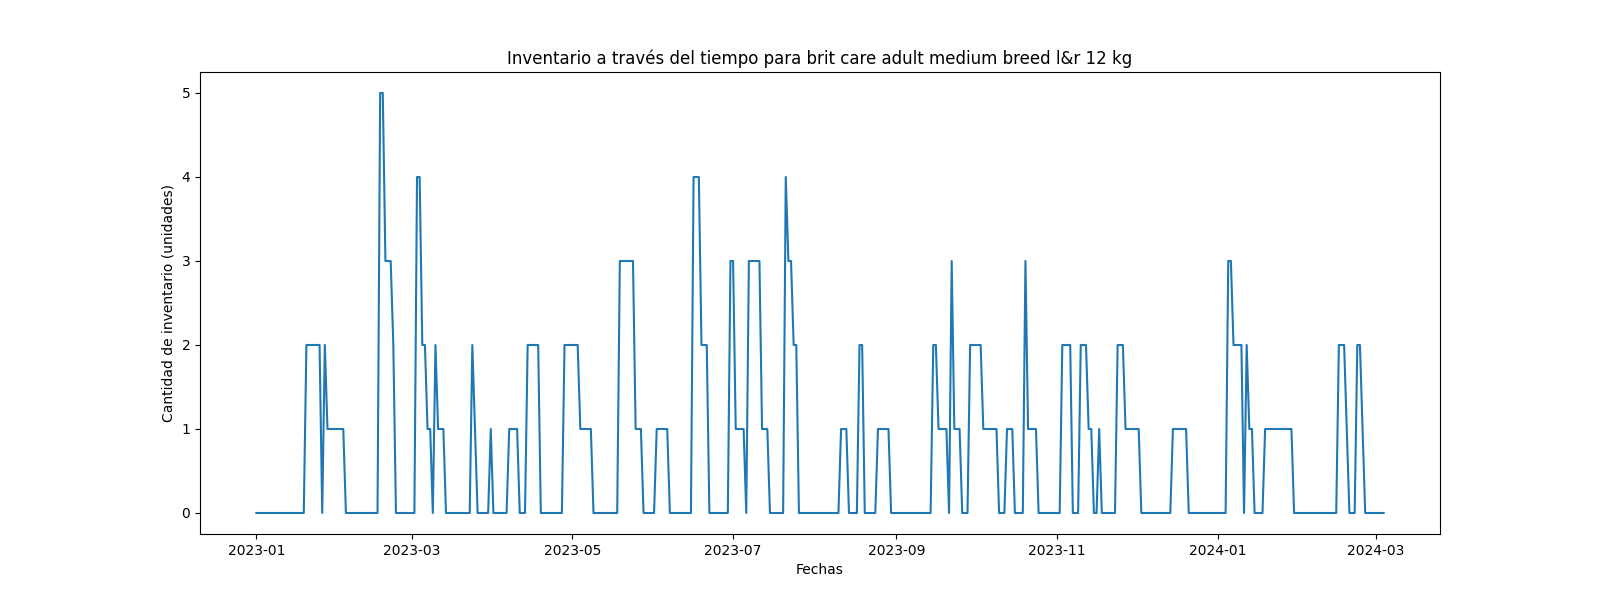 Inventario a través del tiempo para brit care adult medium breed l&r 12 kg
Cantidad de inventario (unidades)
5
4
3
2
1
0
2023-01 2023-03 2023-05 2023-07 2023-09 2023-11 2024-01 2024-03
Fechas